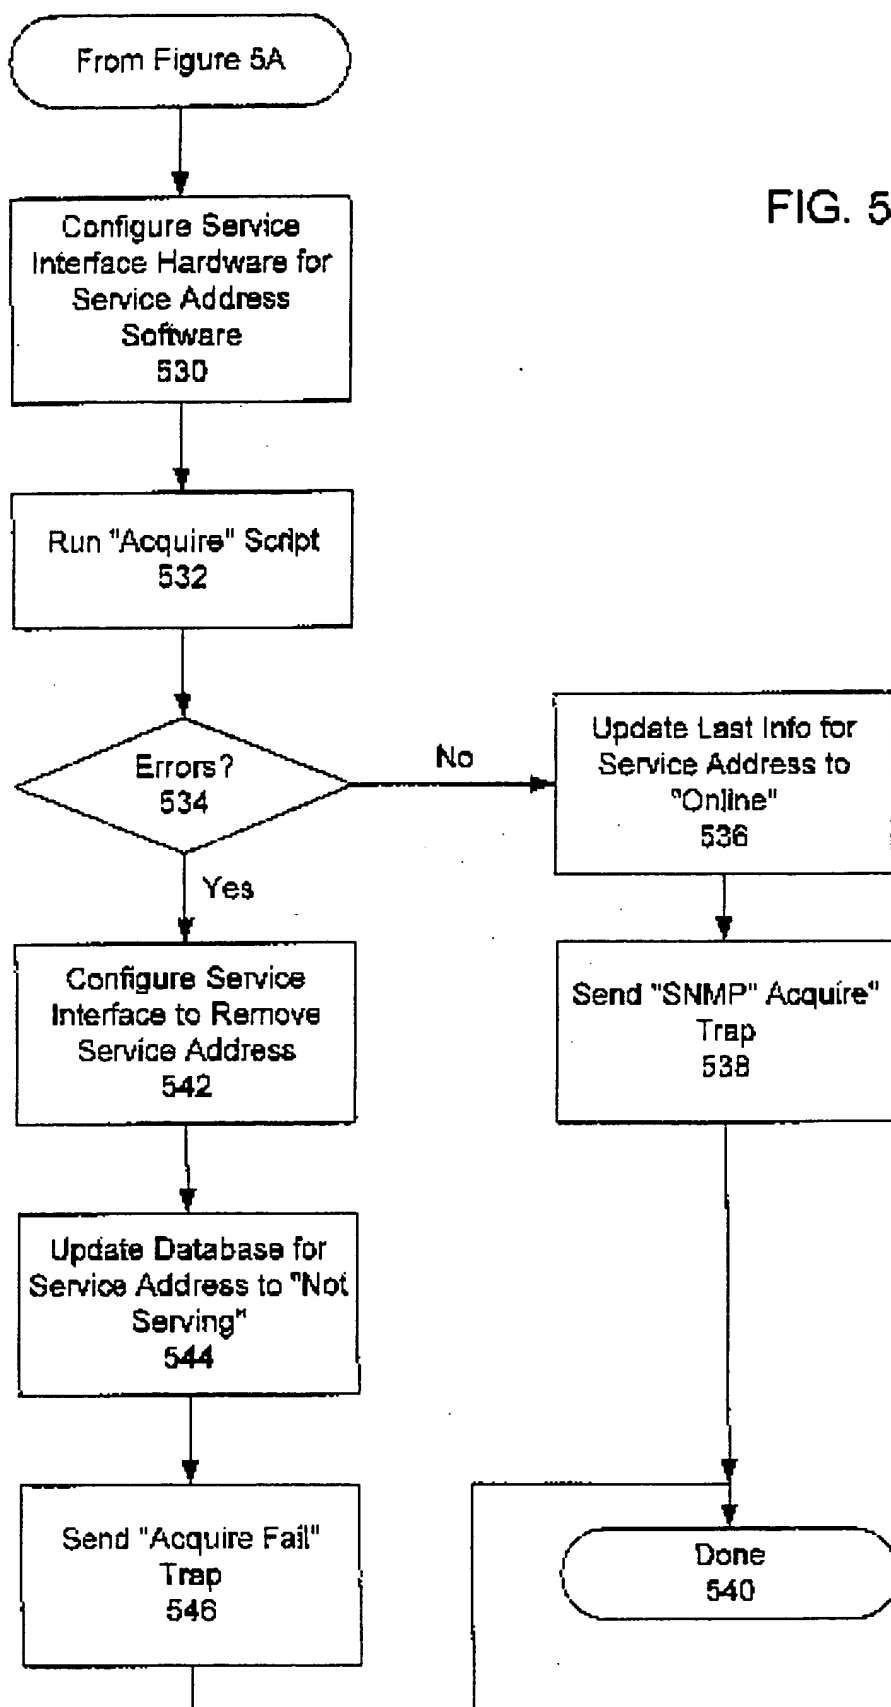 From Figure 5A
FIG. 5
Configure Service
Interface Hardware for
Service Address
Software
530
Run "Acquire" Script
532
Errors?
534
No
Yes
Update Last Info for
Service Address to
"Online"
536
Send "SNMP" Acquire"
Trap
538
Configure Service
Interface to Remove
Service Address
542
Update Database for
Service Address to "Not
Serving"
544
Send "Acquire Fail"
Trap
546
Done
540